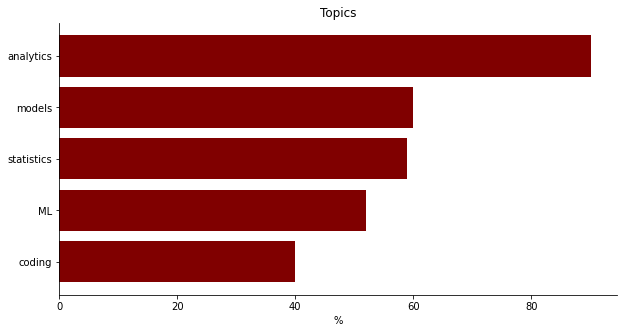 Topics
analytics
models
statistics
ML
coding
0 20 40 60 80
%